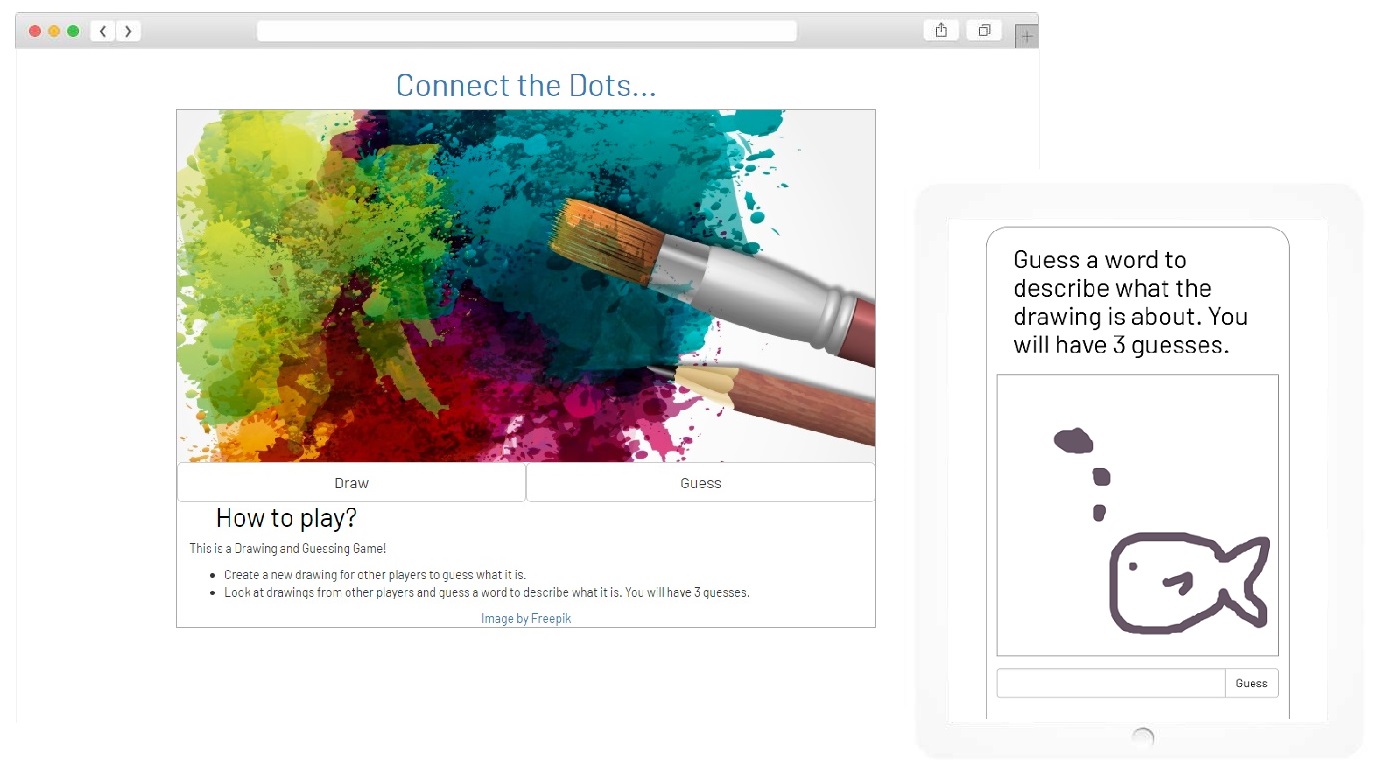 Connect the Dots...
Draw
Guess
How to play?
This is a Drawing and Guessing Game!
Create a new drawing for other players to guess what it is.
Look at drawings from other players and guess a word to describe what it is. You will have 3 guesses.
Image by Freepik
Guess a word to
describe what the
drawing is about. You
will have 3 guesses.
Guess